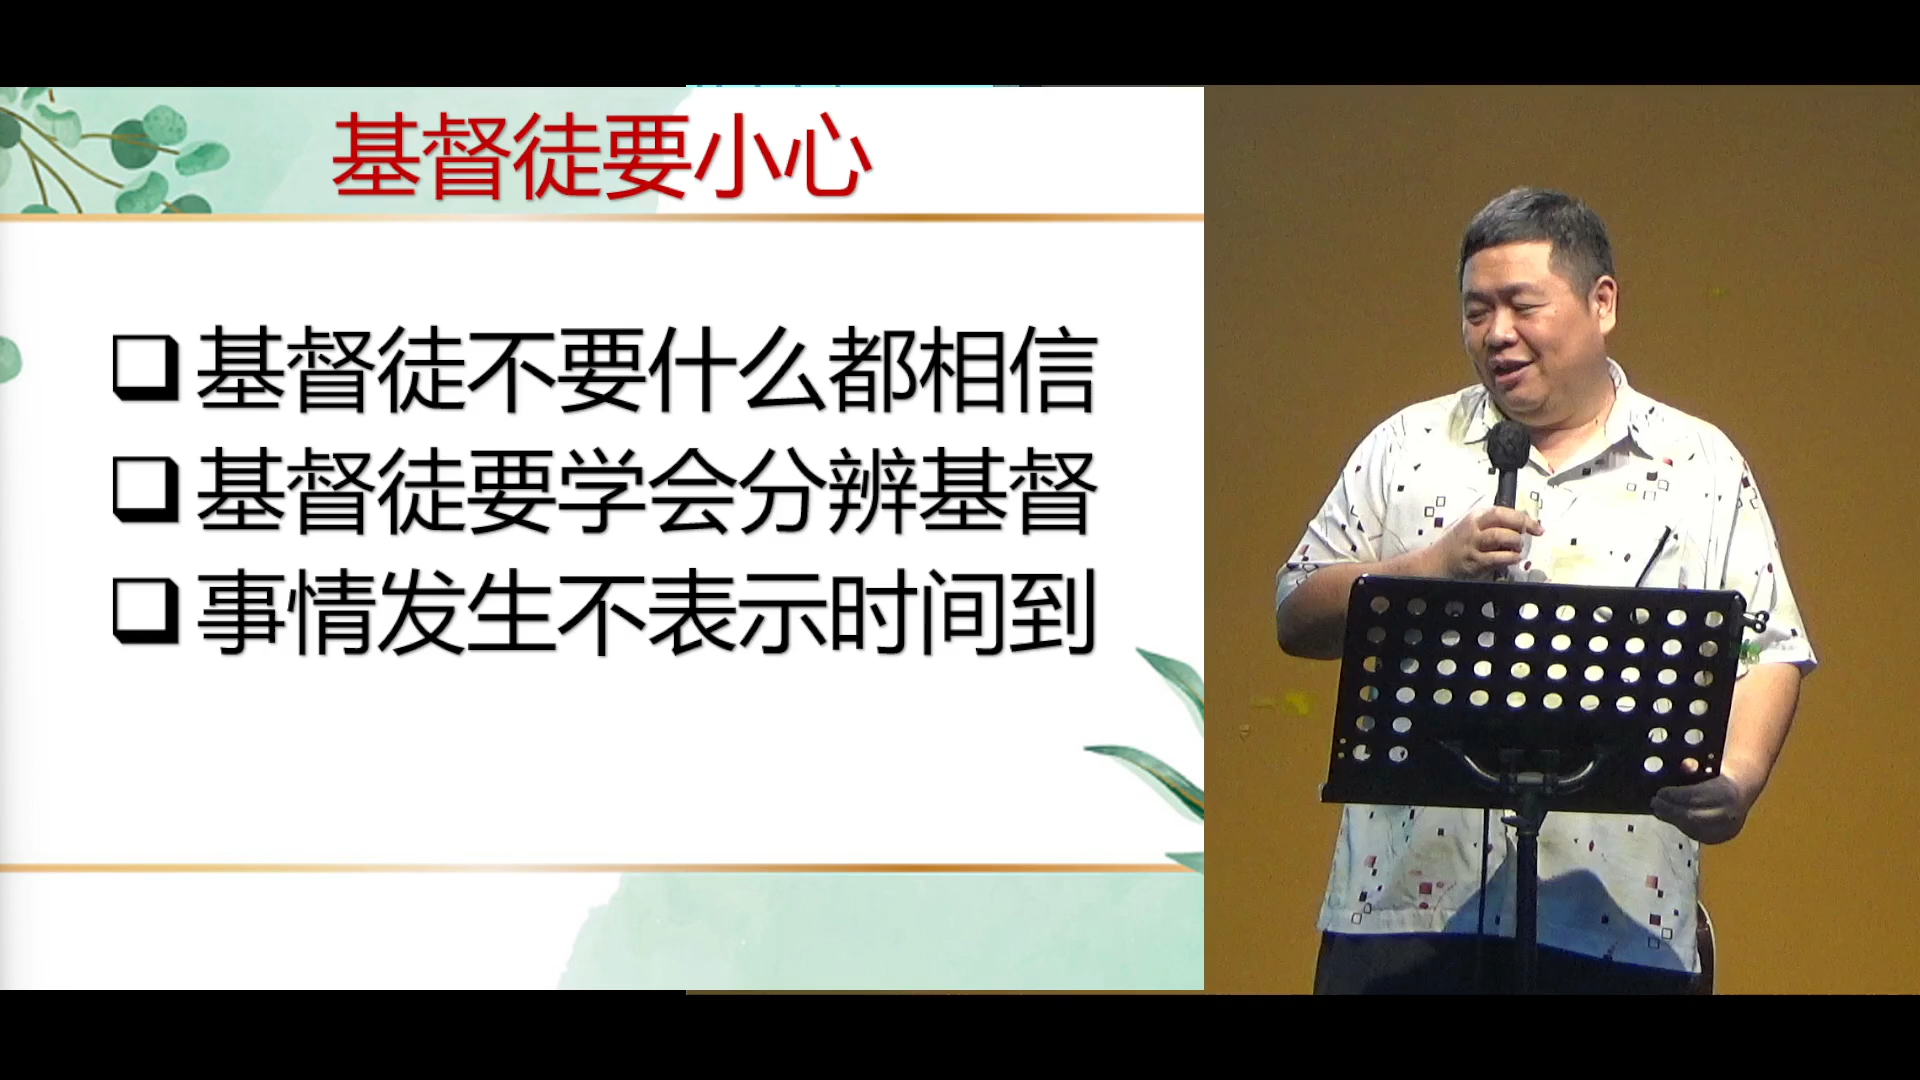 基督徒要小心
基督徒不要什么都相信
基督徒要学会分辨基督
事情发生不表示时间到